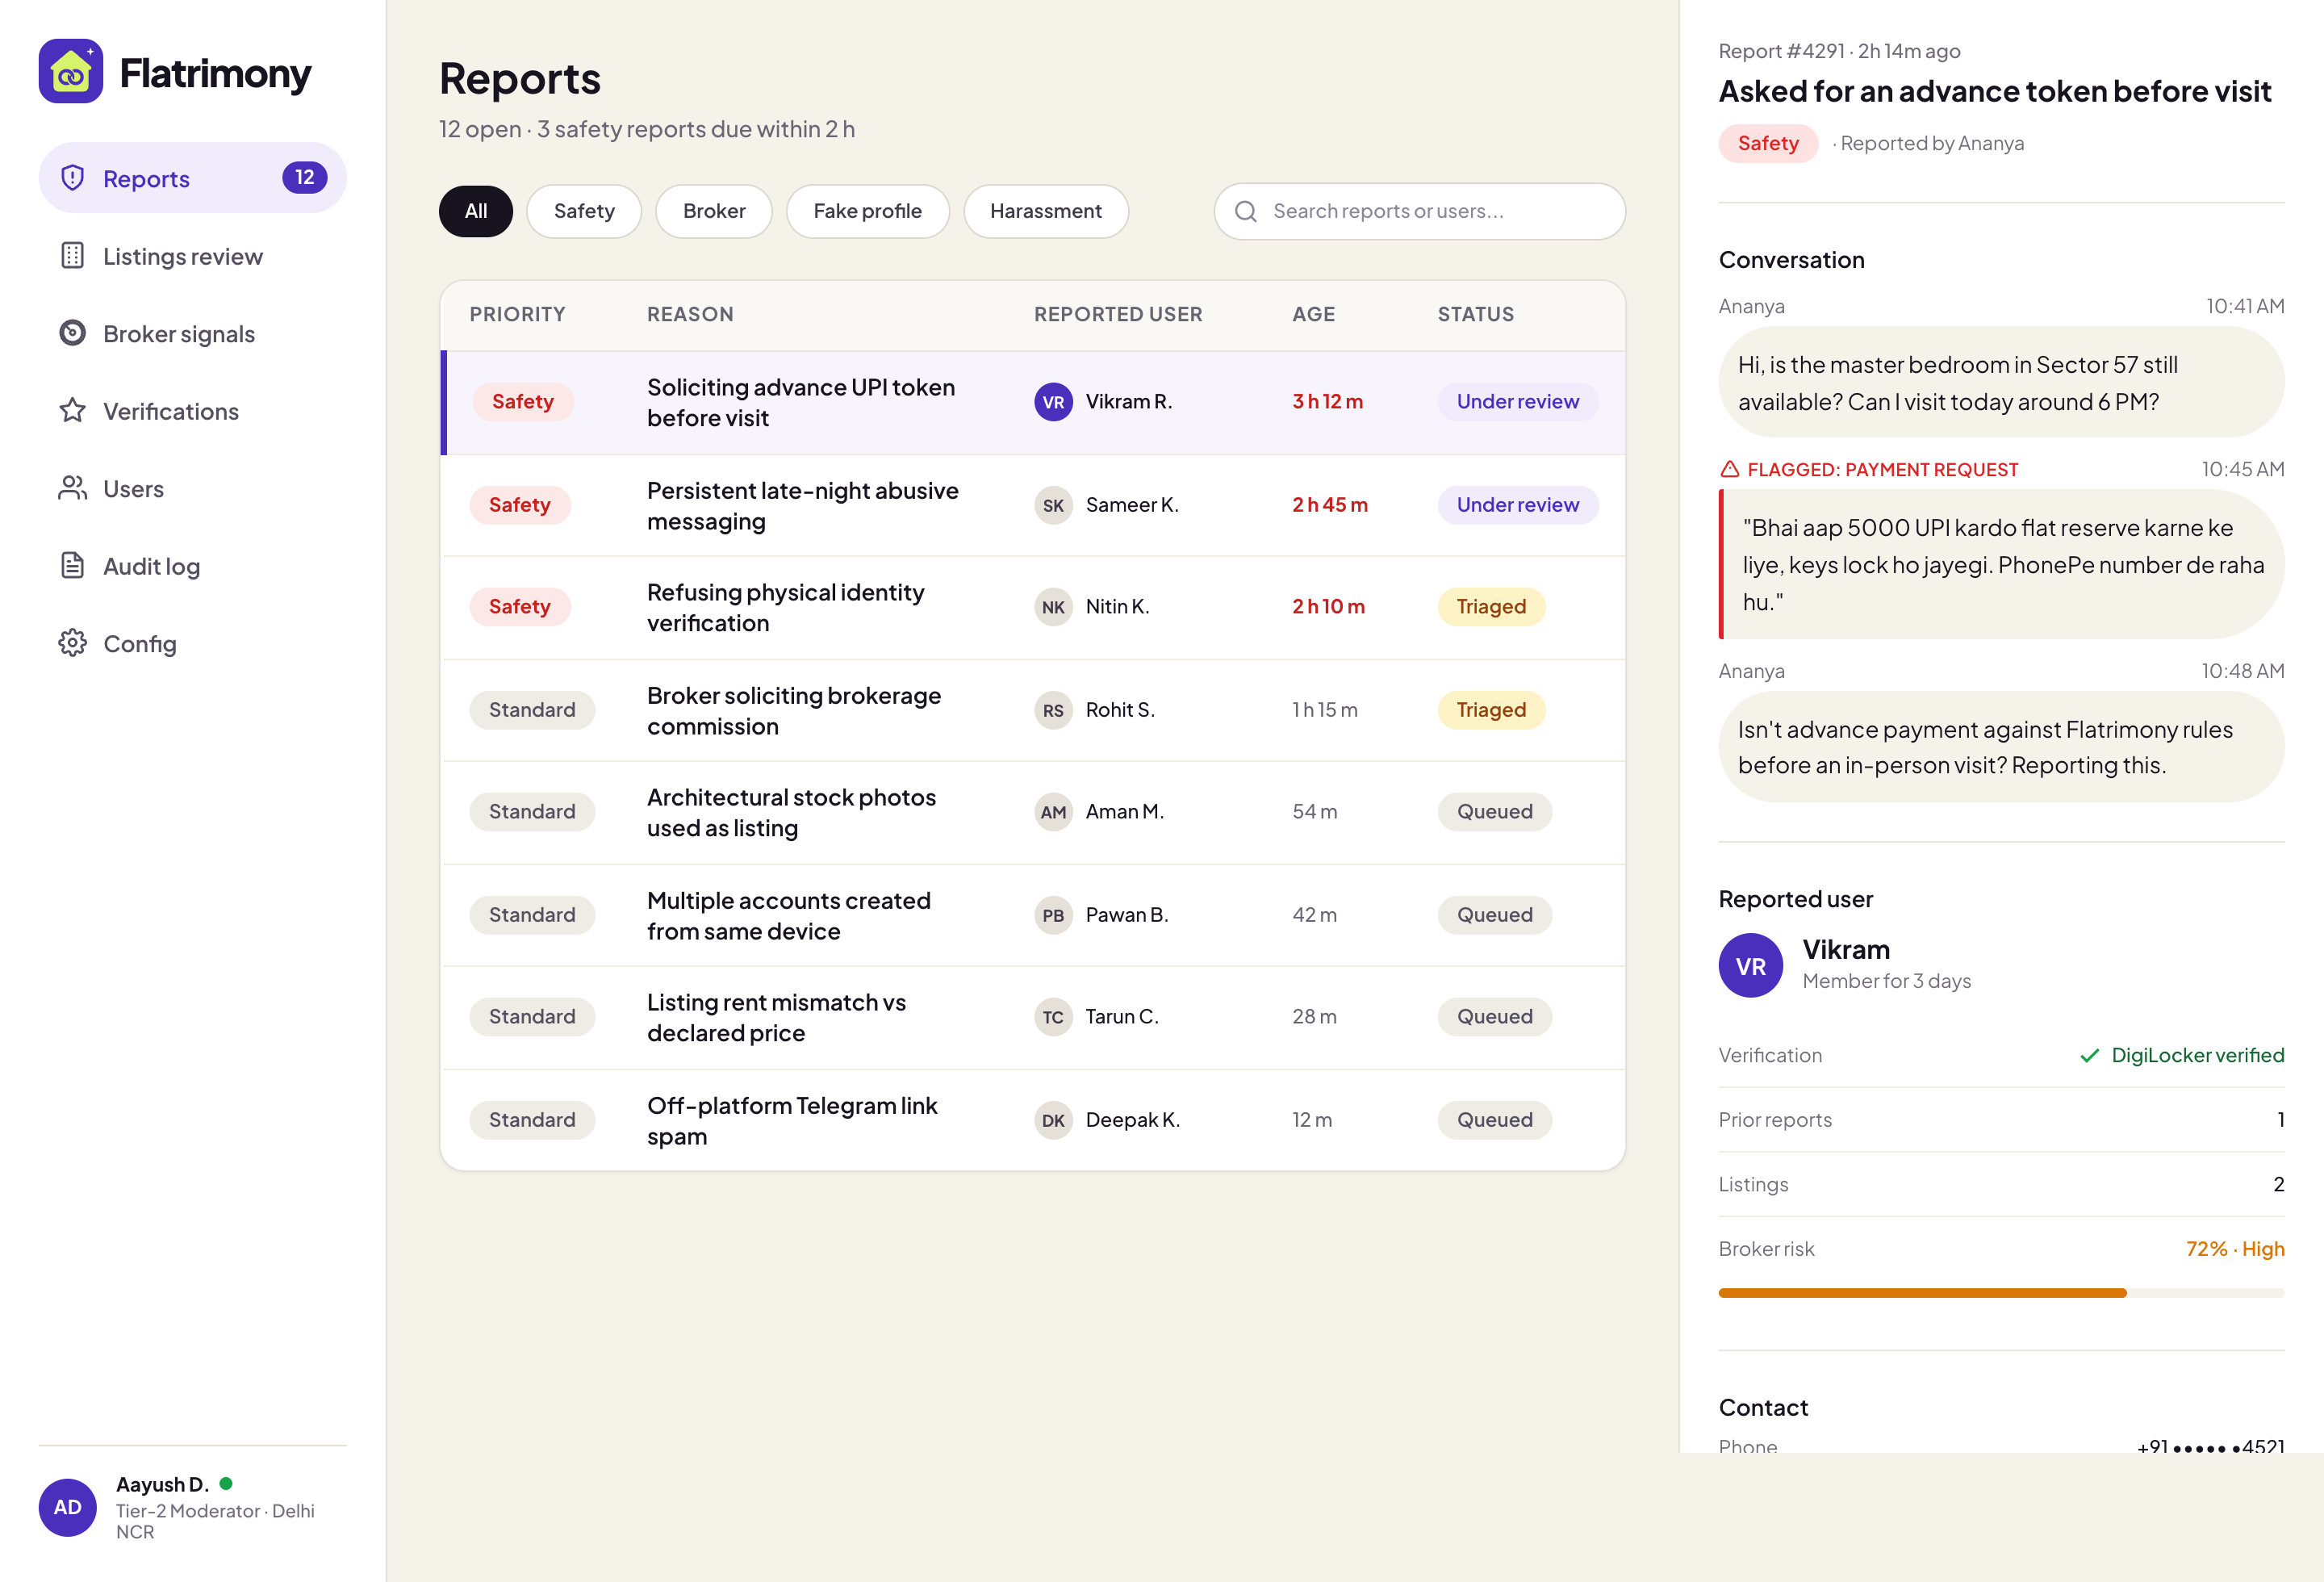 Flatrimony
Reports 12
Listings review
Broker signals
Verifications
Users
Audit log
Config
AD
Aayush D.
Tier-2 Moderator · Delhi
NCR
Reports
12 open · 3 safety reports due within 2 h
All Safety Broker Fake profile Harassment
Search reports or users...
PRIORITY REASON REPORTED USER AGE STATUS
Safety Soliciting advance UPI token
before visit VR Vikram R. 3 h 12 m Under review
Safety Persistent late-night abusive
messaging SK Sameer K. 2 h 45 m Under review
Safety Refusing physical identity
verification NK Nitin K. 2 h 10 m Triaged
Standard Broker soliciting brokerage
commission RS Rohit S. 1 h 15 m Triaged
Standard Architectural stock photos
used as listing AM Aman M. 54 m Queued
Standard Multiple accounts created
from same device PB Pawan B. 42 m Queued
Standard Listing rent mismatch vs
declared price TC Tarun C. 28 m Queued
Standard Off-platform Telegram link
spam DK Deepak K. 12 m Queued
Report #4291 · 2h 14m ago
Asked for an advance token before visit
Safety · Reported by Ananya
Conversation
Ananya 10:41 AM
Hi, is the master bedroom in Sector 57 still
available? Can I visit today around 6 PM?
FLAGGED: PAYMENT REQUEST 10:45 AM
"Bhai aap 5000 UPI kardo flat reserve karne ke
liye, keys lock ho jayegi. PhonePe number de raha
hu."
Ananya 10:48 AM
Isn't advance payment against Flatrimony rules
before an in-person visit? Reporting this.
Reported user
VR
Vikram
Member for 3 days
Verification DigiLocker verified
Prior reports 1
Listings 2
Broker risk 72% · High
Contact
Phone +91 ••••• •4521